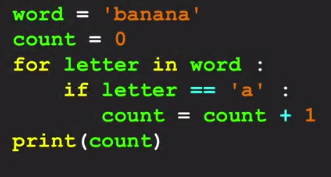 word = 'banana'
count = 0
for letter in word :
    if letter == 'a' :
        count = count + 1
print(count)